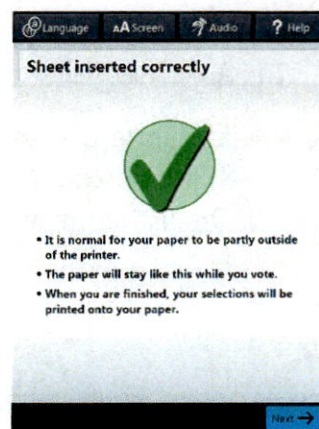 Language AA Screen Audio ? Help
Sheet inserted correctly
• It is normal for your paper to be partly outside
of the printer.
• The paper will stay like this while you vote.
• When you are finished, your selections will be
printed onto your paper.
Next →